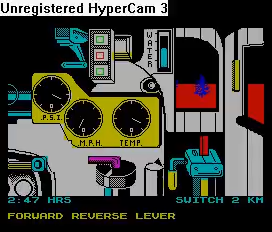 Unregistered HyperCam 3
WATER
P.S.I.
M.P.H. TEMP.
2:47 HRS SWITCH 2 KM
FORWARD REVERSE LEVER